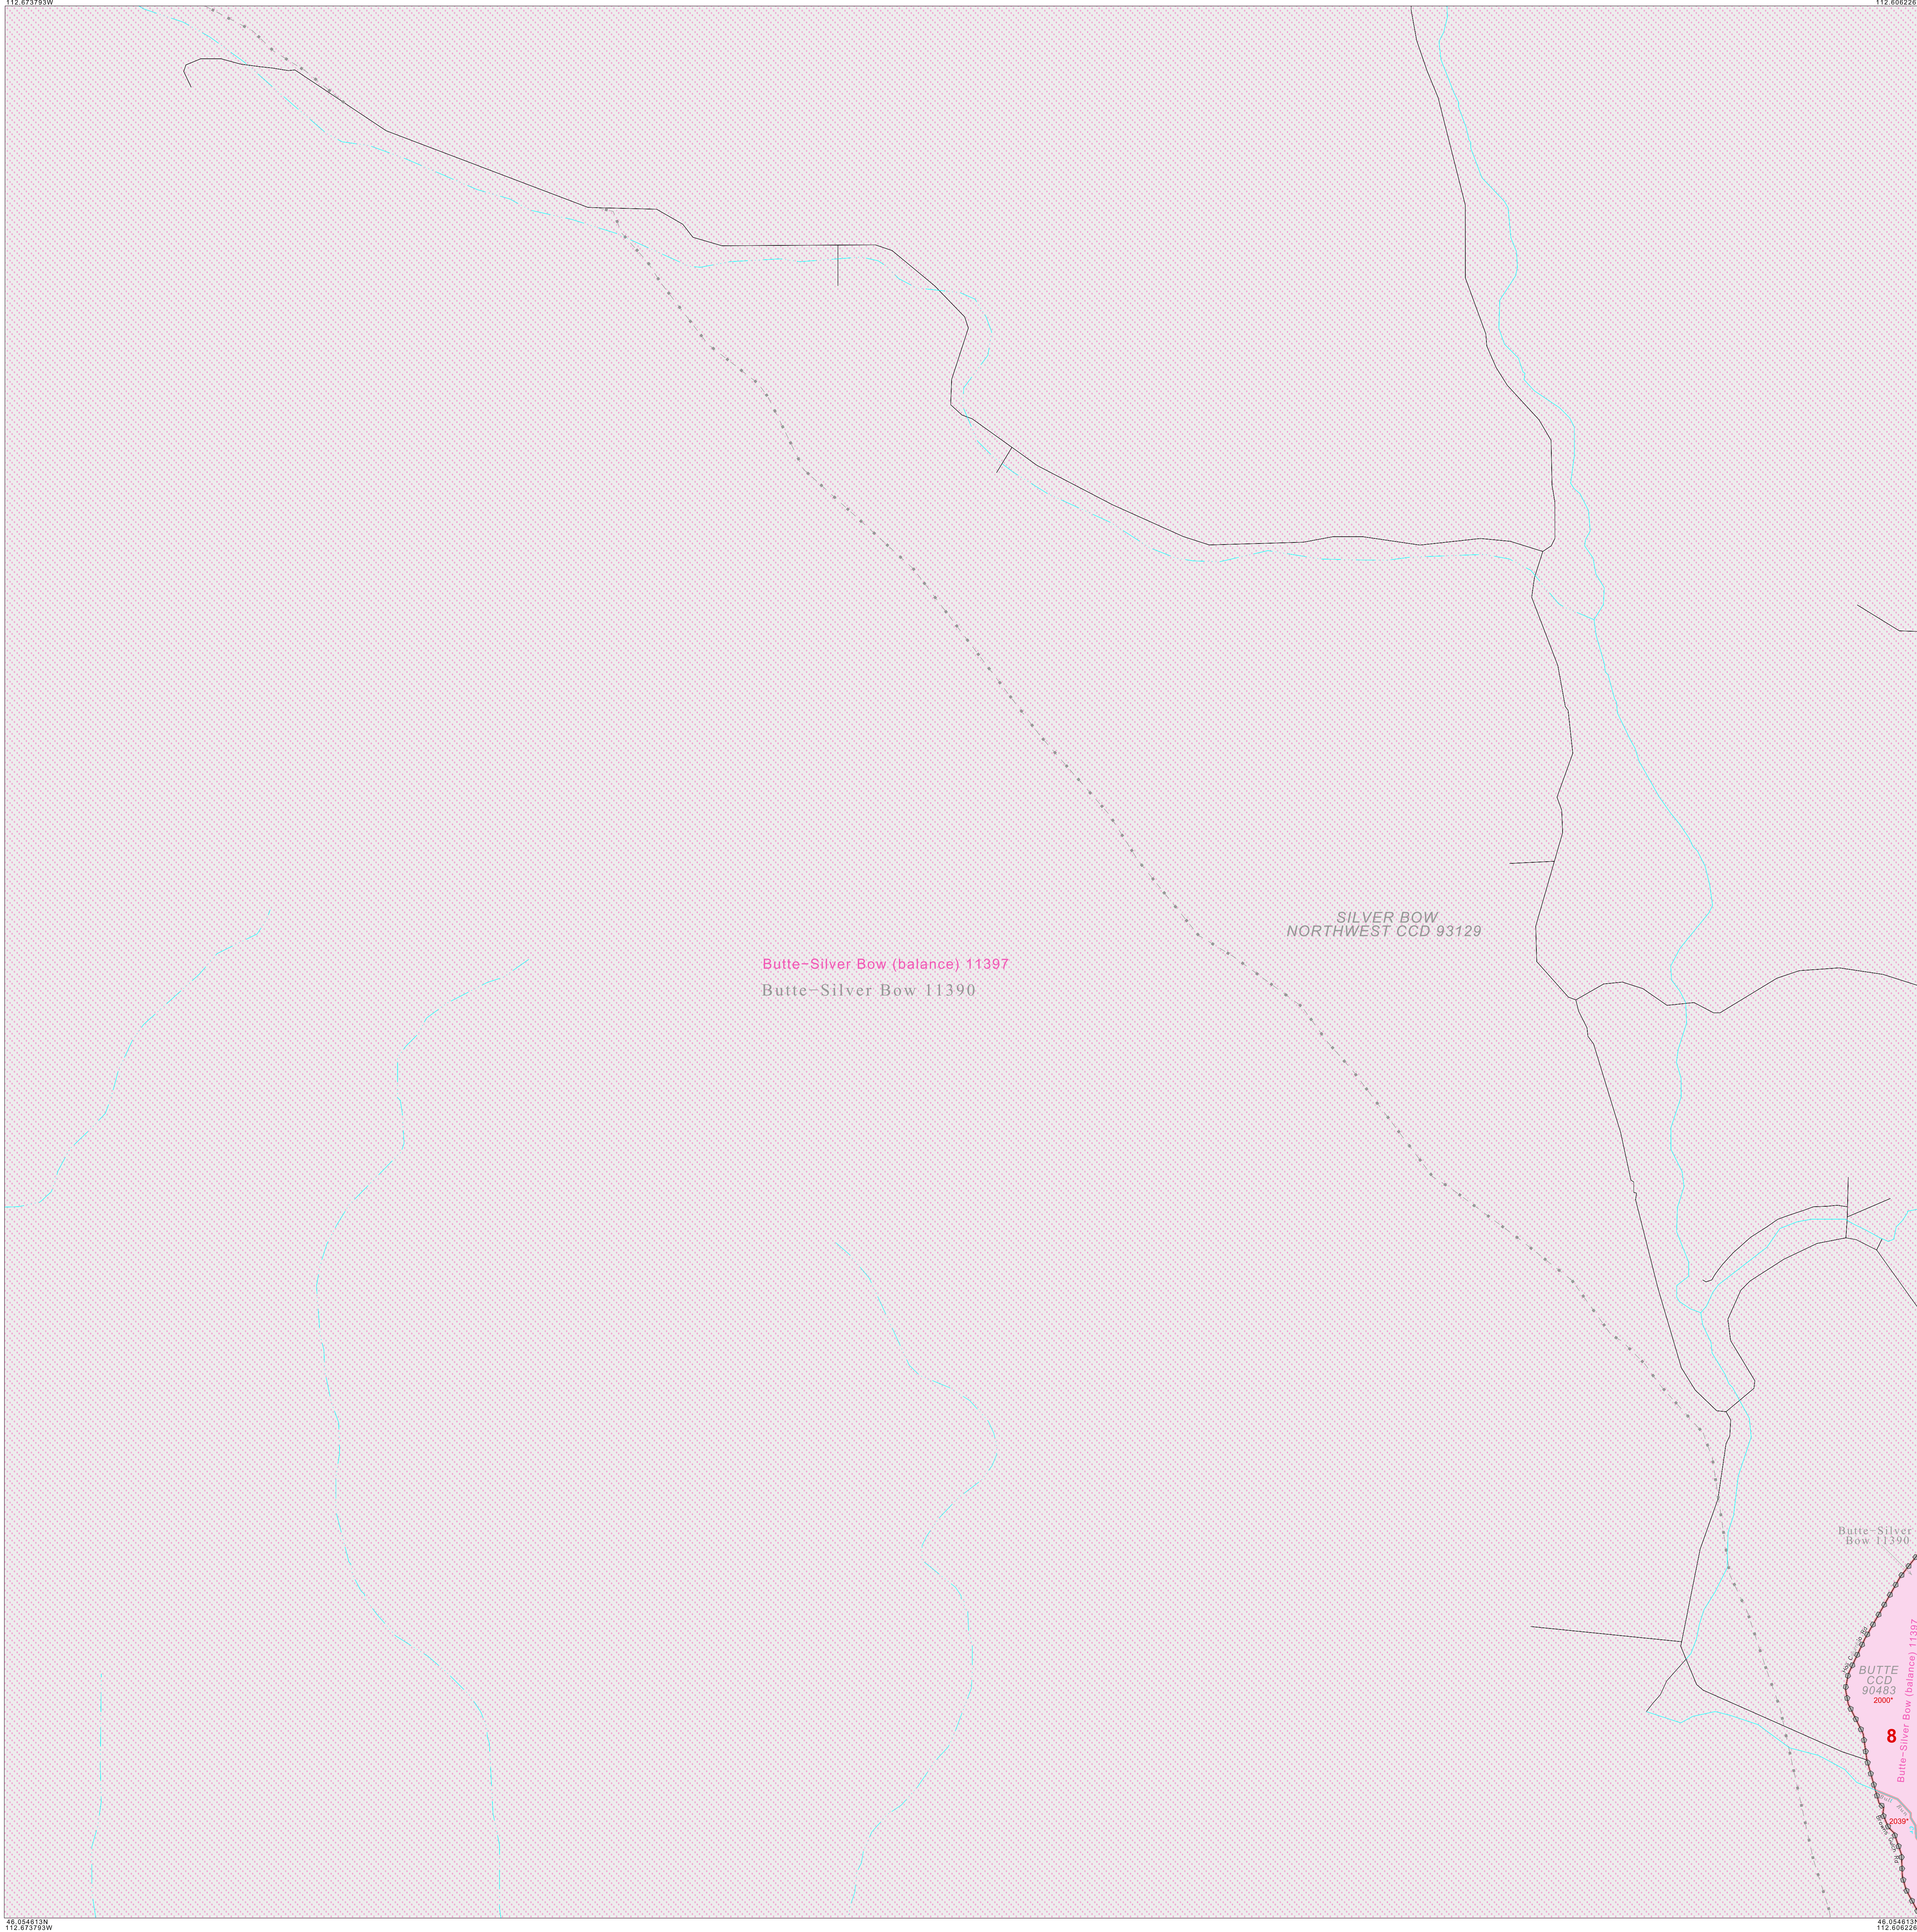 112.673793W
112.606226
SILVER BOW
NORTHWEST CCD 93129
Butte−Silver Bow (balance) 11397
Butte−Silver Bow 11390
Butte−Silver
Bow 11390
BUTTE
CCD
90483
2000*
8
Butte−Silver Bow (balance) 11397
2039*
46.054613N
112.673793W
46.054613N
112.606226